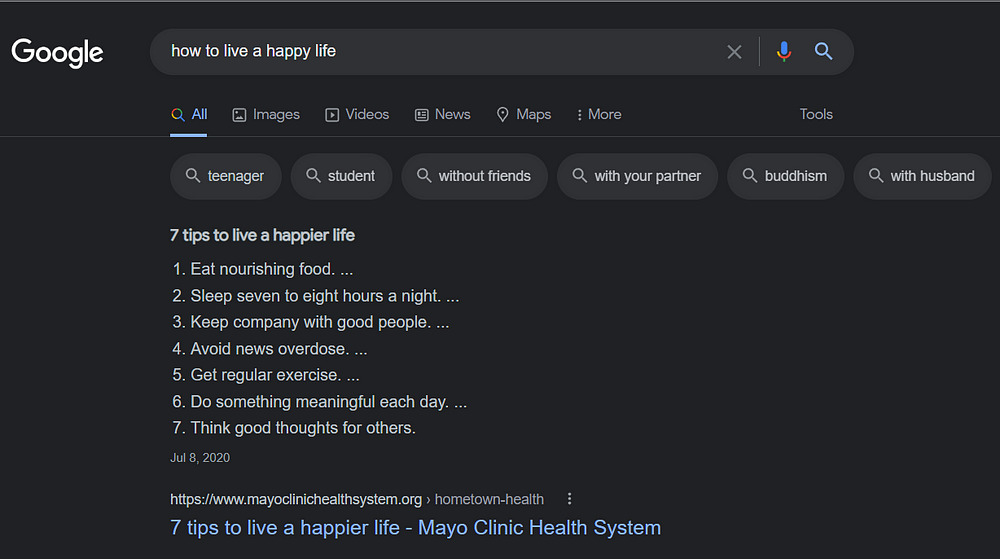 Google
how to live a happy life
All Images Videos News Maps More Tools
teenager student without friends with your partner buddhism with husband
7 tips to live a happier life
1. Eat nourishing food. ...
2. Sleep seven to eight hours a night. ...
3. Keep company with good people. ...
4. Avoid news overdose. ...
5. Get regular exercise. ...
6. Do something meaningful each day. ...
7. Think good thoughts for others.
Jul 8, 2020
https://www.mayoclinichealthsystem.org › hometown-health
7 tips to live a happier life - Mayo Clinic Health System